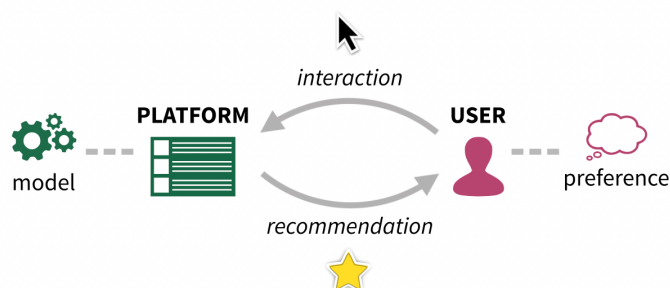 interaction
PLATFORM
USER
model
preference
recommendation